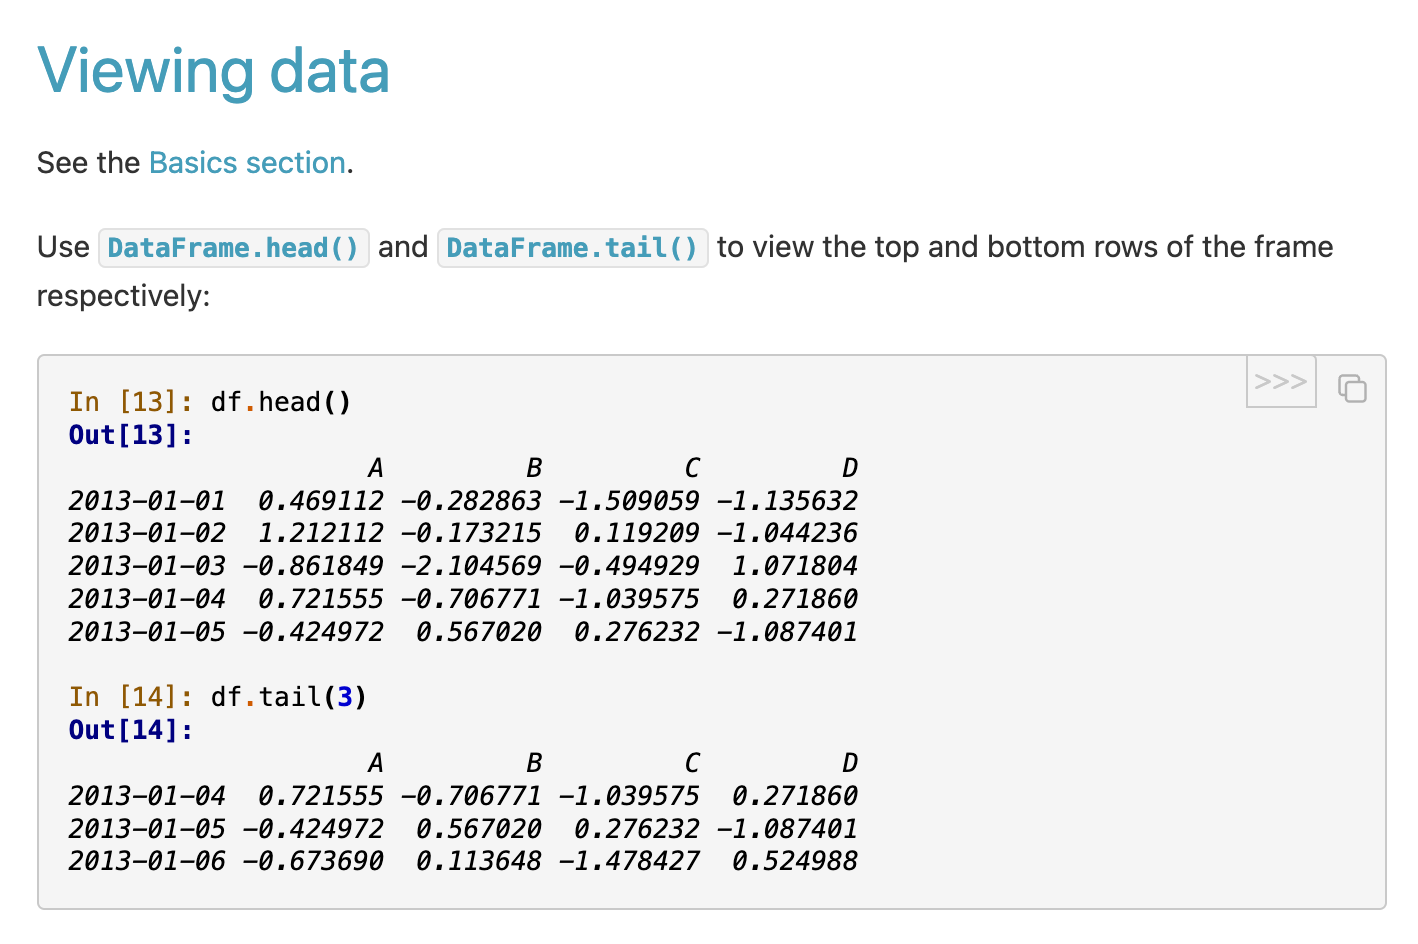 Viewing data
See the Basics section.
Use DataFrame.head() and DataFrame.tail() to view the top and bottom rows of the frame
respectively:
>>>
In [13]: df.head()
Out[13]:
                   A         B         C         D
2013-01-01  0.469112 -0.282863 -1.509059 -1.135632
2013-01-02  1.212112 -0.173215  0.119209 -1.044236
2013-01-03 -0.861849 -2.104569 -0.494929  1.071804
2013-01-04  0.721555 -0.706771 -1.039575  0.271860
2013-01-05 -0.424972  0.567020  0.276232 -1.087401
In [14]: df.tail(3)
Out[14]:
                   A         B         C         D
2013-01-04  0.721555 -0.706771 -1.039575  0.271860
2013-01-05 -0.424972  0.567020  0.276232 -1.087401
2013-01-06 -0.673690  0.113648 -1.478427  0.524988